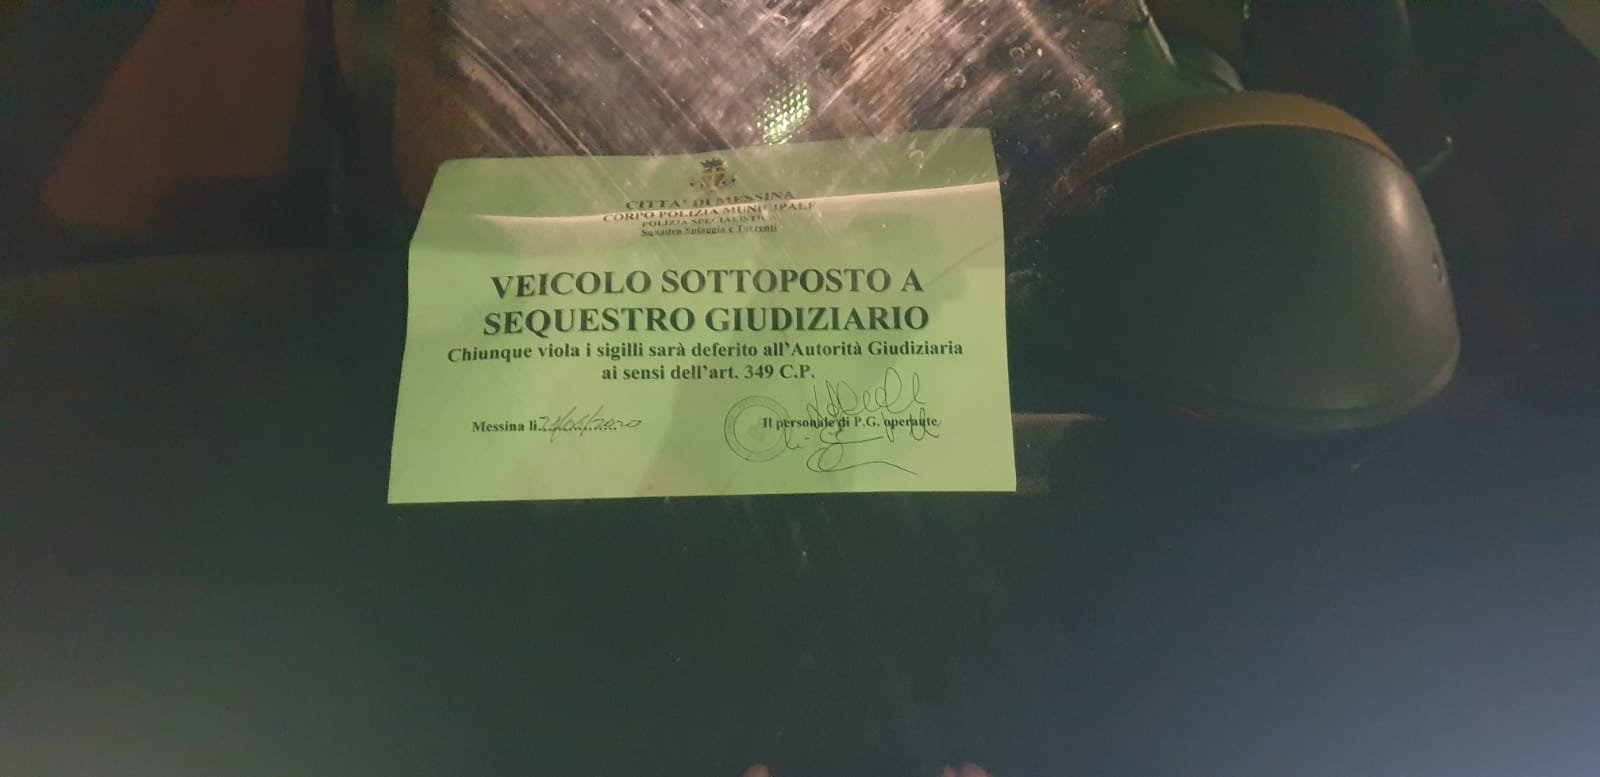 CITTA' DI MESSINA
CORPO POLIZIA MUNICIPALE
POLIZIA SPECIALISTICA
Squadra Spiaggia e Torrenti
VEICOLO SOTTOPOSTO A
SEQUESTRO GIUDIZIARIO
Chiunque viola i sigilli sarà deferito all'Autorità Giudiziaria
ai sensi dell'art. 349 C.P.
Messina lì
Il personale di P.G. operante